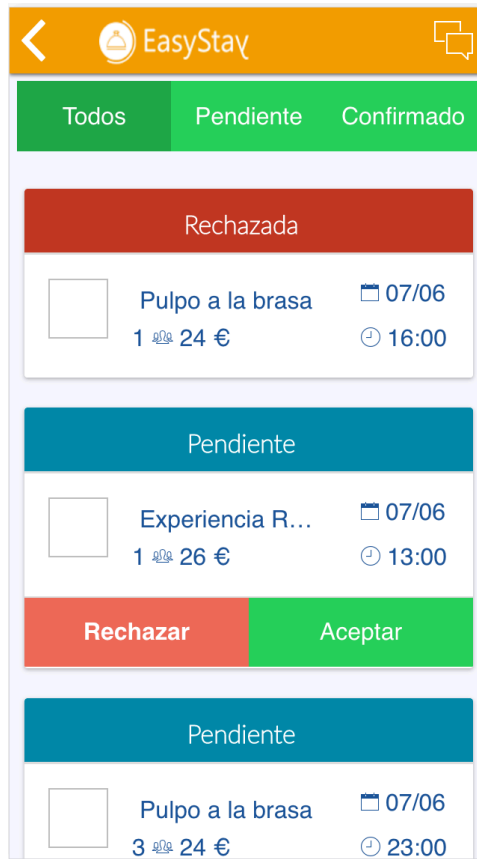 EasyStay
Todos Pendiente Confirmado
Rechazada
Pulpo a la brasa 07/06
1 24 € 16:00
Pendiente
Experiencia R... 07/06
1 26 € 13:00
Rechazar Aceptar
Pendiente
Pulpo a la brasa 07/06
3 24 € 23:00